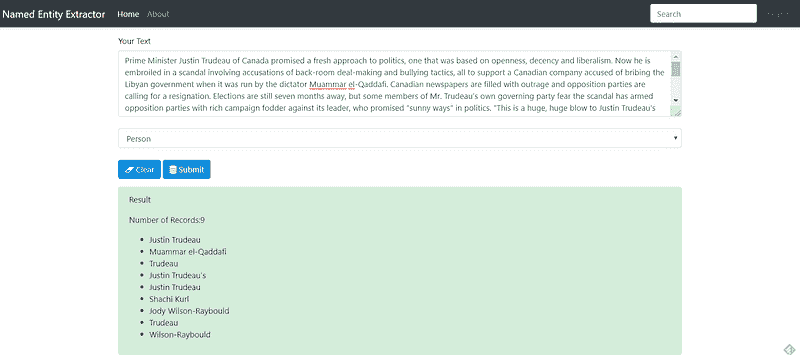 Named Entity Extractor Home About Search
Your Text
Prime Minister Justin Trudeau of Canada promised a fresh approach to politics, one that was based on openness, decency and liberalism. Now he is
embroiled in a scandal involving accusations of back-room deal-making and bullying tactics, all to support a Canadian company accused of bribing the
Libyan government when it was run by the dictator Muammar el-Qaddafi. Canadian newspapers are filled with outrage and opposition parties are
calling for a resignation. Elections are still seven months away, but some members of Mr. Trudeau's own governing party fear the scandal has armed
opposition parties with rich campaign fodder against its leader, who promised "sunny ways" in politics. "This is a huge, huge blow to Justin Trudeau's
Person
Clear Submit
Result
Number of Records:9
Justin Trudeau
Muammar el-Qaddafi
Trudeau
Justin Trudeau's
Justin Trudeau
Shachi Kurl
Jody Wilson-Raybould
Trudeau
Wilson-Raybould